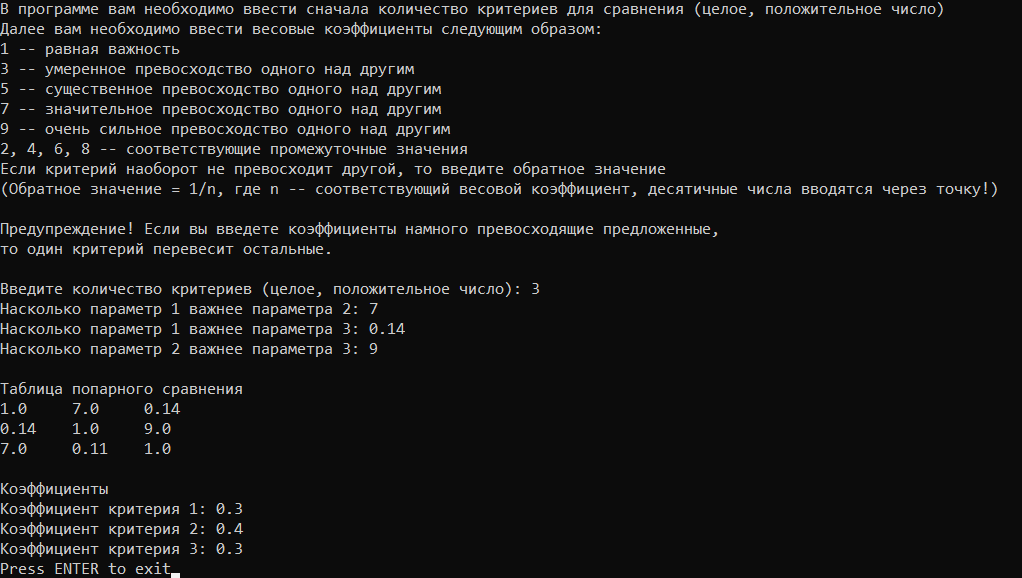 В программе вам необходимо ввести сначала количество критериев для сравнения (целое, положительное число)
Далее вам необходимо ввести весовые коэффициенты следующим образом:
1 -- равная важность
3 -- умеренное превосходство одного над другим
5 -- существенное превосходство одного над другим
7 -- значительное превосходство одного над другим
9 -- очень сильное превосходство одного над другим
2, 4, 6, 8 -- соответствующие промежуточные значения
Если критерий наоборот не превосходит другой, то введите обратное значение
(Обратное значение = 1/n, где n -- соответствующий весовой коэффициент, десятичные числа вводятся через точку!)
Предупреждение! Если вы введете коэффициенты намного превосходящие предложенные,
то один критерий перевесит остальные.
Введите количество критериев (целое, положительное число): 3
Насколько параметр 1 важнее параметра 2: 7
Насколько параметр 1 важнее параметра 3: 0.14
Насколько параметр 2 важнее параметра 3: 9
Таблица попарного сравнения
1.0 7.0 0.14
0.14 1.0 9.0
7.0 0.11 1.0
Коэффициенты
Коэффициент критерия 1: 0.3
Коэффициент критерия 2: 0.4
Коэффициент критерия 3: 0.3
Press ENTER to exit